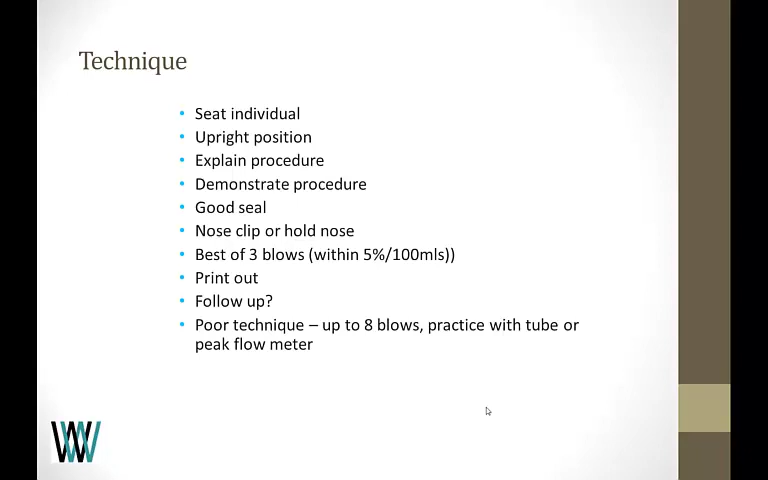 Technique
• Seat individual
• Upright position
• Explain procedure
• Demonstrate procedure
• Good seal
• Nose clip or hold nose
• Best of 3 blows (within 5%/100mls))
• Print out
• Follow up?
• Poor technique – up to 8 blows, practice with tube or
peak flow meter
WW